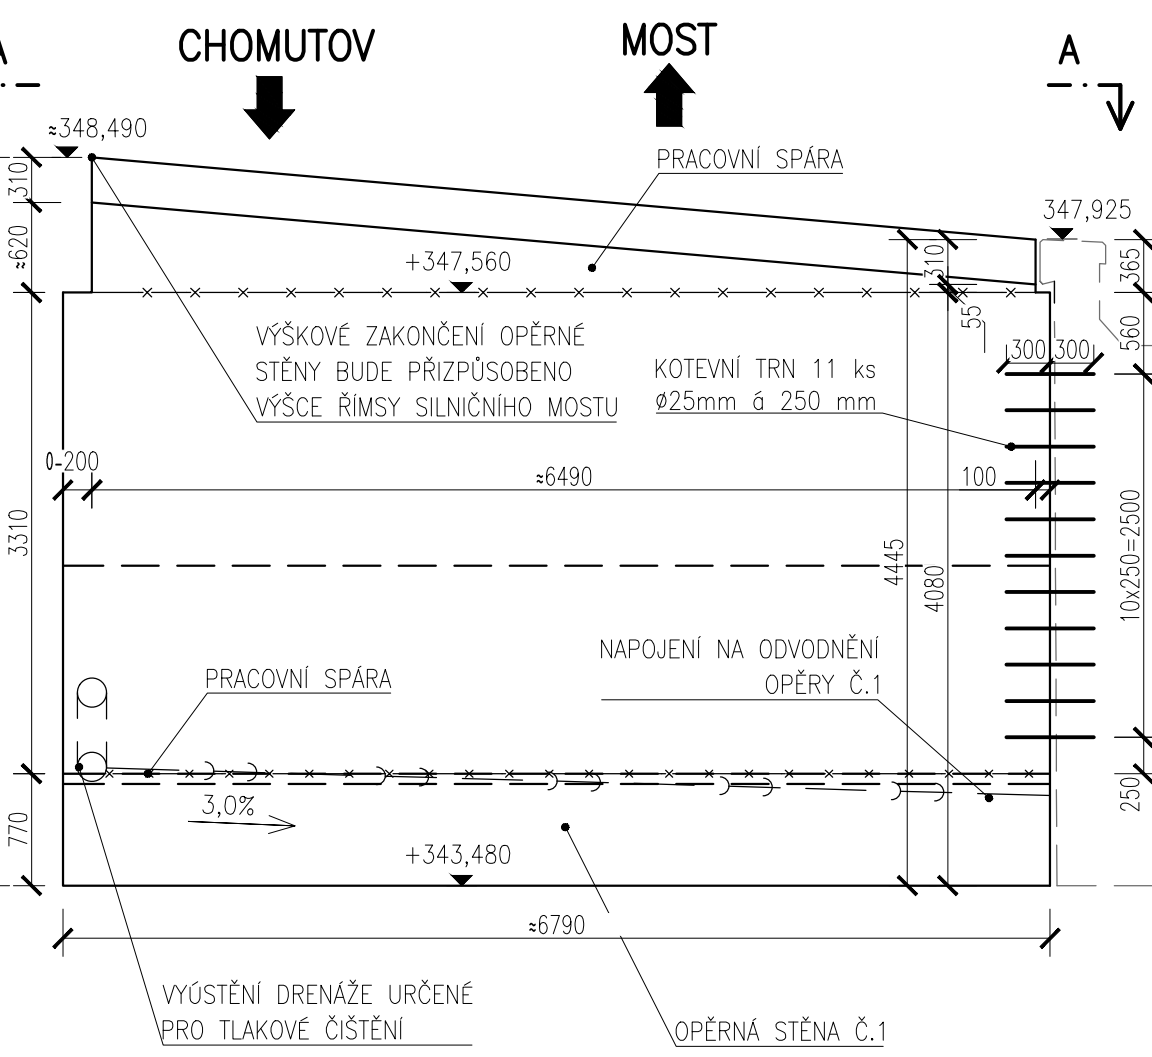 A
CHOMUTOV
MOST
A
≈348,490
PRACOVNÍ SPÁRA
347,925
310
≈620
+347,560
310
365
55
560
VÝŠKOVÉ ZAKONČENÍ OPĚRNÉ
STĚNY BUDE PŘIZPŮSOBENO
VÝŠCE ŘÍMSY SILNIČNÍHO MOSTU
KOTEVNÍ TRN 11 ks
ø25mm á 250 mm
300
300
0-200
≈6490
100
3310
4445
4080
10x250=2500
NAPOJENÍ NA ODVODNĚNÍ
OPĚRY Č.1
PRACOVNÍ SPÁRA
3,0%
250
770
+343,480
≈6790
VYÚSTĚNÍ DRENÁŽE URČENÉ
PRO TLAKOVÉ ČIŠTĚNÍ
OPĚRNÁ STĚNA Č.1